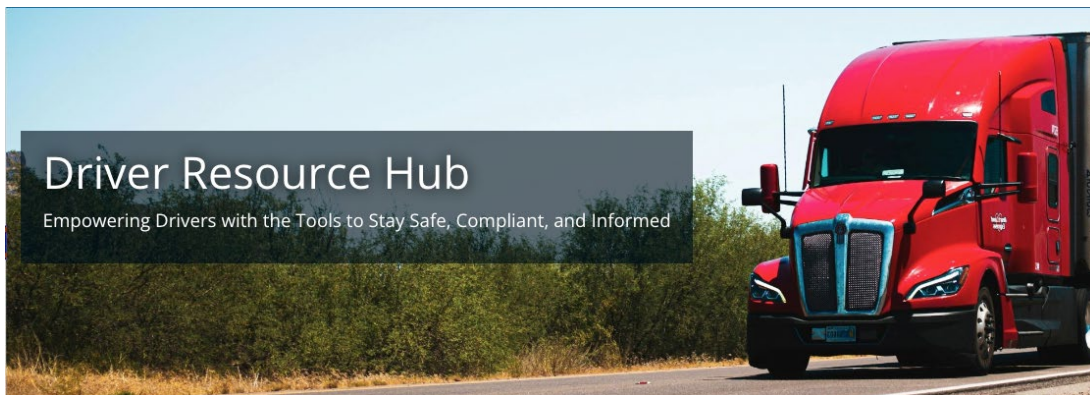 Driver Resource Hub
Empowering Drivers with the Tools to Stay Safe, Compliant, and Informed